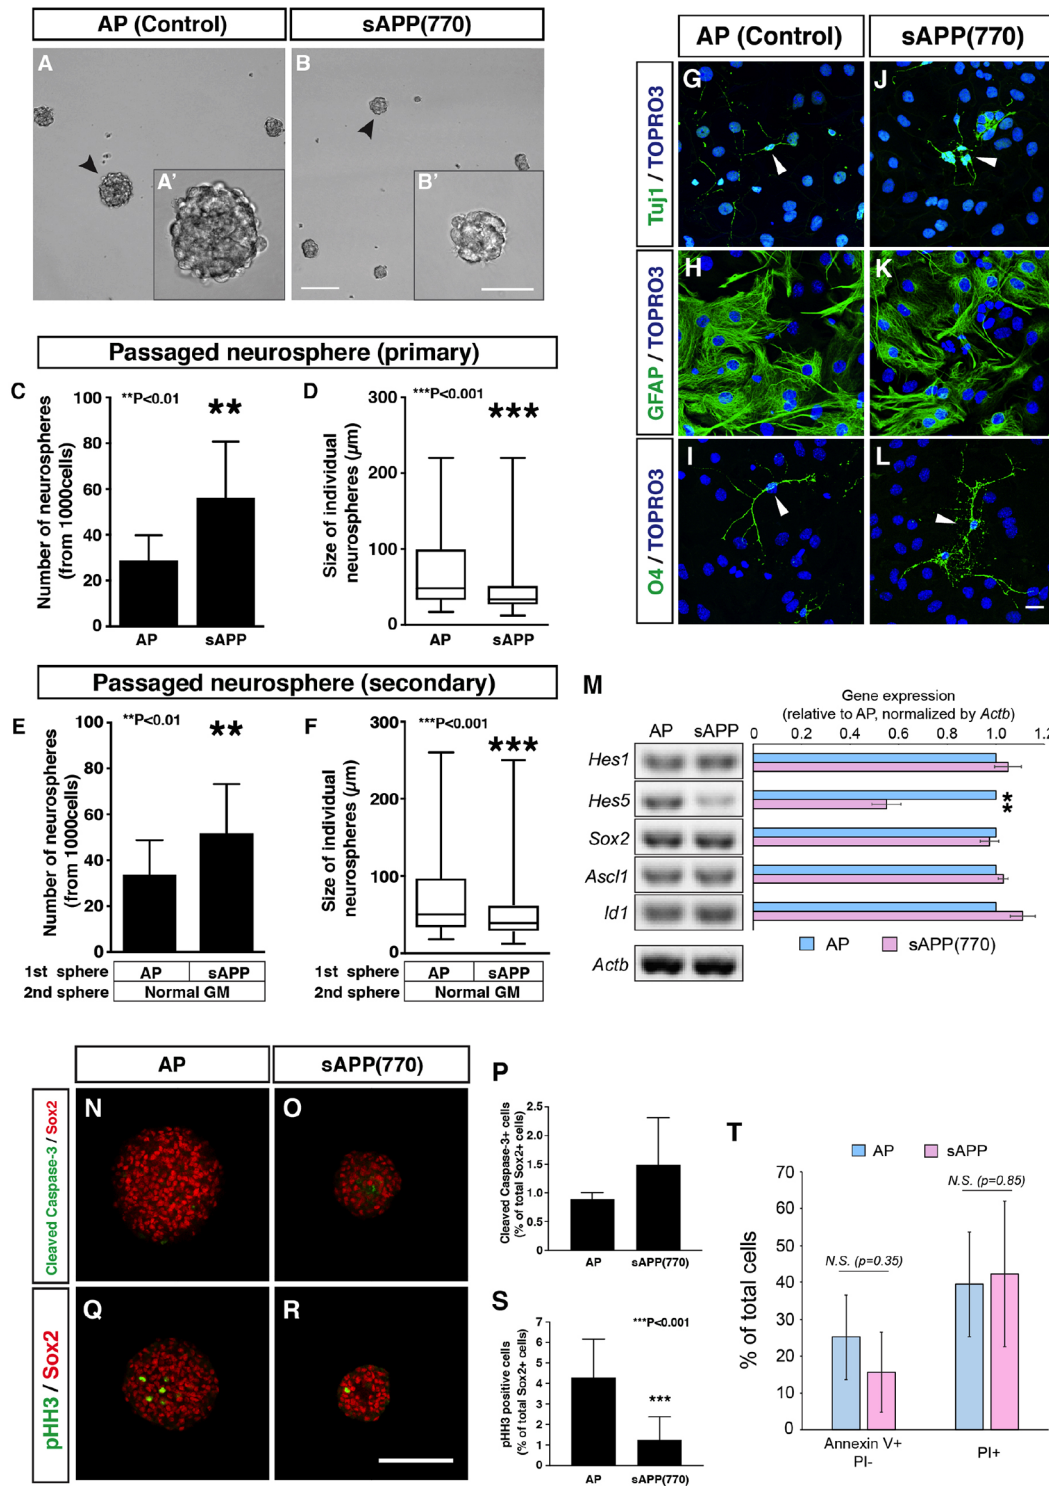 AP (Control)
sAPP(770)
A
B
A'
B'
Passaged neurosphere (primary)
C
**P<0.01
**
Number of neurospheres
(from 1000cells)
100
80
60
40
20
0
AP
sAPP
D
***P<0.001
***
Size of individual
neurospheres (µm)
300
200
100
0
AP
sAPP
Passaged neurosphere (secondary)
E
**P<0.01
**
Number of neurospheres
(from 1000cells)
100
80
60
40
20
0
F
***P<0.001
***
Size of individual
neurospheres (µm)
300
200
100
0
1st sphere
AP
sAPP
2nd sphere
Normal GM
1st sphere
AP
sAPP
2nd sphere
Normal GM
AP (Control)
sAPP(770)
Tuj1 / TOPRO3
G
J
GFAP / TOPRO3
H
K
O4 / TOPRO3
I
L
M
Gene expression
(relative to AP, normalized by Actb)
0 0.2 0.4 0.6 0.8 1.0 1.2
AP sAPP
Hes1
Hes5
**
Sox2
Ascl1
Id1
Actb
AP
sAPP(770)
AP
sAPP(770)
Cleaved Caspase-3 / Sox2
N
O
pHH3 / Sox2
Q
R
P
Cleaved Caspase-3+ cells
(% of total Sox2+ cells)
2.5
2.0
1.5
1.0
0.5
0
AP
sAPP(770)
S
***P<0.001
***
pHH3 positive cells
(% of total Sox2+ cells)
7
6
5
4
3
2
1
0
AP
sAPP(770)
T
AP
sAPP
% of total cells
70
60
50
40
30
20
10
0
N.S. (p=0.35)
N.S. (p=0.85)
Annexin V+
PI-
PI+